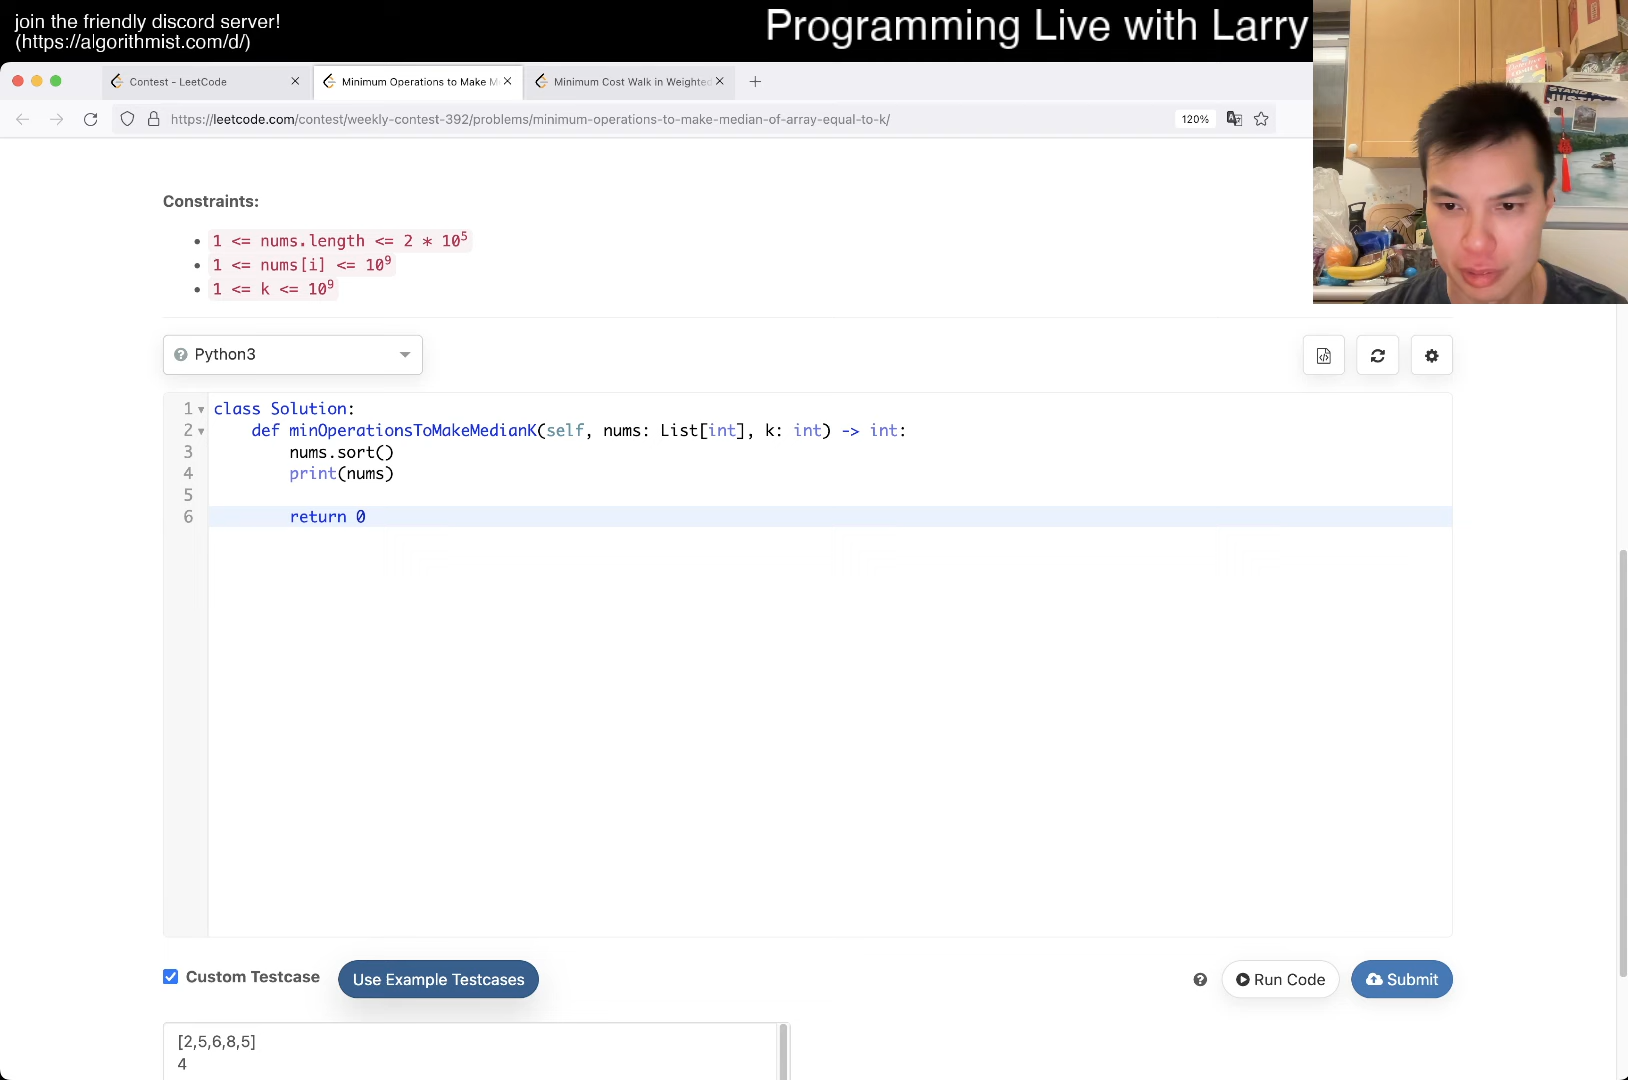 join the friendly discord server!
(https://algorithmist.com/d/)
Programming Live with Larry
STAND
JUSTICE
Contest - LeetCode
Minimum Operations to Make M
Minimum Cost Walk in Weighted
https://leetcode.com/contest/weekly-contest-392/problems/minimum-operations-to-make-median-of-array-equal-to-k/
120%
Constraints:
1 <= nums.length <= 2 * 10^5
1 <= nums[i] <= 10^9
1 <= k <= 10^9
Python3
1 class Solution:
2 def minOperationsToMakeMedianK(self, nums: List[int], k: int) -> int:
3 nums.sort()
4 print(nums)
5
6 return 0
Custom Testcase
Use Example Testcases
Run Code
Submit
[2,5,6,8,5]
4